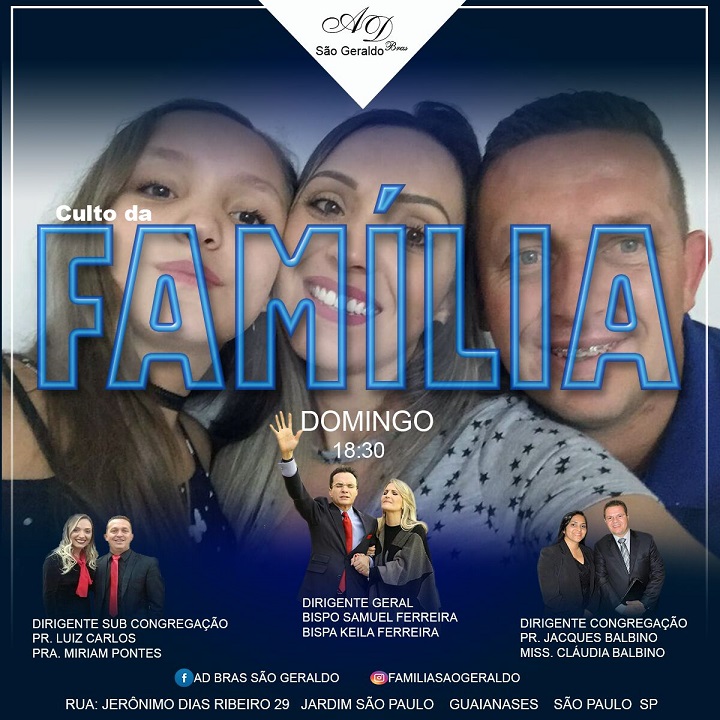 AD
São Geraldo Bras
Culto da
FAMÍLIA
DOMINGO
18:30
DIRIGENTE SUB CONGREGAÇÃO
PR. LUIZ CARLOS
PRA. MIRIAM PONTES
DIRIGENTE GERAL
BISPO SAMUEL FERREIRA
BISPA KEILA FERREIRA
DIRIGENTE CONGREGAÇÃO
PR. JACQUES BALBINO
MISS. CLÁUDIA BALBINO
AD BRAS SÃO GERALDO FAMILIASAOGERALDO
RUA: JERÔNIMO DIAS RIBEIRO 29 JARDIM SÃO PAULO GUAIANASES SÃO PAULO SP